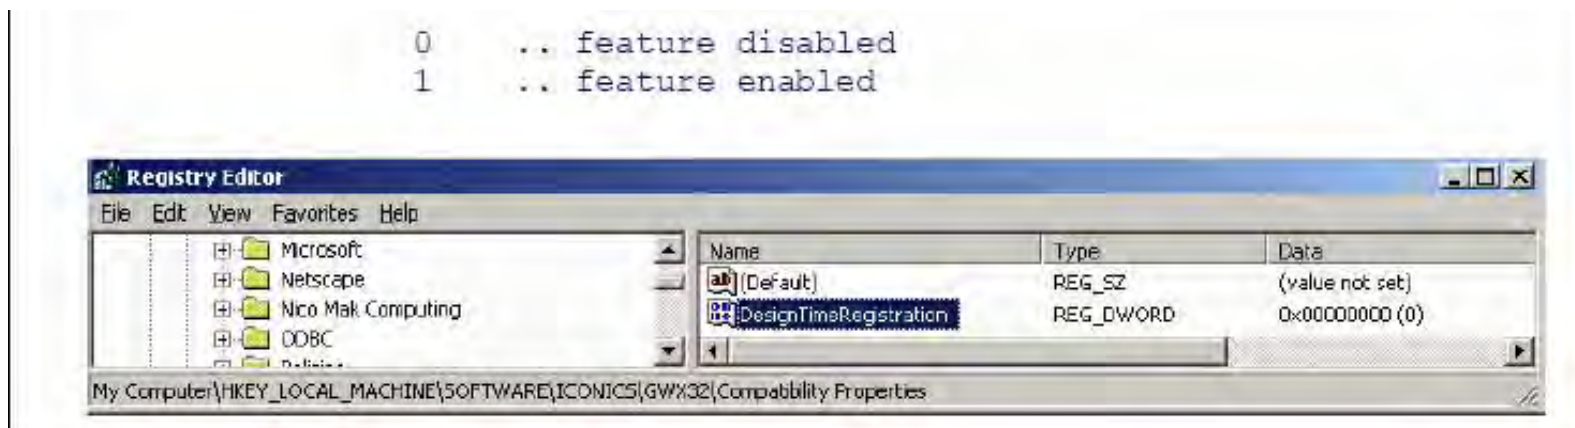 0 .. feature disabled
1 .. feature enabled
Registry Editor
File Edit View Favorites Help
Microsoft
Netscape
Nico Mak Computing
ODBC
Name Type Data
(Default) REG_SZ (value not set)
DesignTimeRegistration REG_DWORD 0x00000000 (0)
My Computer\HKEY_LOCAL_MACHINE\SOFTWARE\ICONICS\GWX32\Compatibility Properties